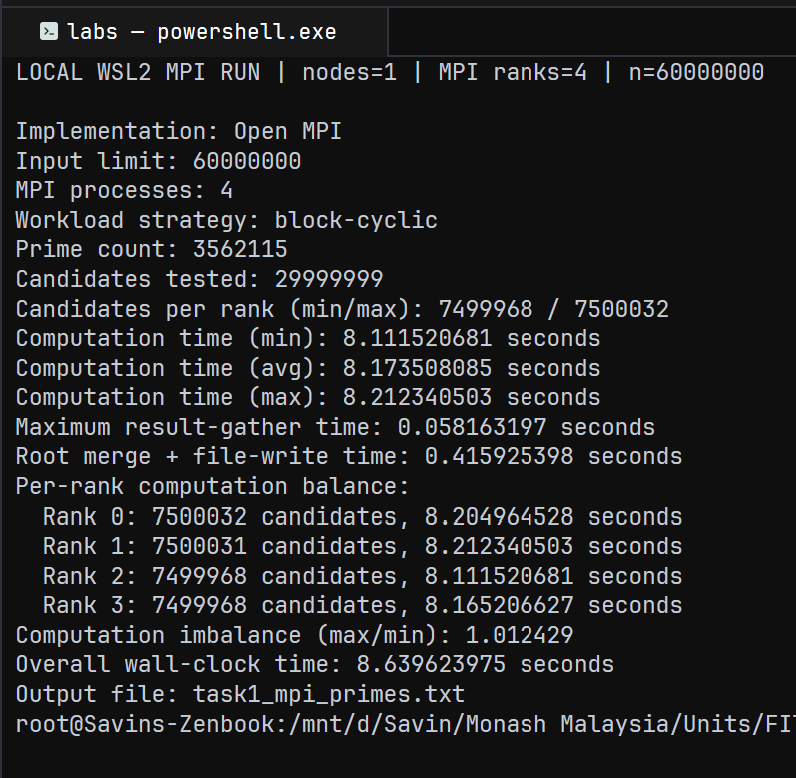 labs — powershell.exe
LOCAL WSL2 MPI RUN | nodes=1 | MPI ranks=4 | n=60000000
Implementation: Open MPI
Input limit: 60000000
MPI processes: 4
Workload strategy: block-cyclic
Prime count: 3562115
Candidates tested: 29999999
Candidates per rank (min/max): 7499968 / 7500032
Computation time (min): 8.111520681 seconds
Computation time (avg): 8.173508085 seconds
Computation time (max): 8.212340503 seconds
Maximum result-gather time: 0.058163197 seconds
Root merge + file-write time: 0.415925398 seconds
Per-rank computation balance:
  Rank 0: 7500032 candidates, 8.204964528 seconds
  Rank 1: 7500031 candidates, 8.212340503 seconds
  Rank 2: 7499968 candidates, 8.111520681 seconds
  Rank 3: 7499968 candidates, 8.165206627 seconds
Computation imbalance (max/min): 1.012429
Overall wall-clock time: 8.639623975 seconds
Output file: task1_mpi_primes.txt
root@Savins-Zenbook:/mnt/d/Savin/Monash Malaysia/Units/FI